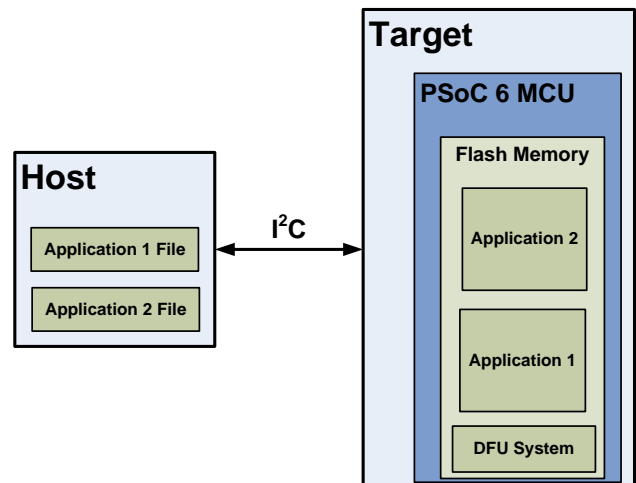 Target
PSoC 6 MCU
Flash Memory
Host
I²C
Application 1 File
Application 2 File
Application 2
Application 1
DFU System